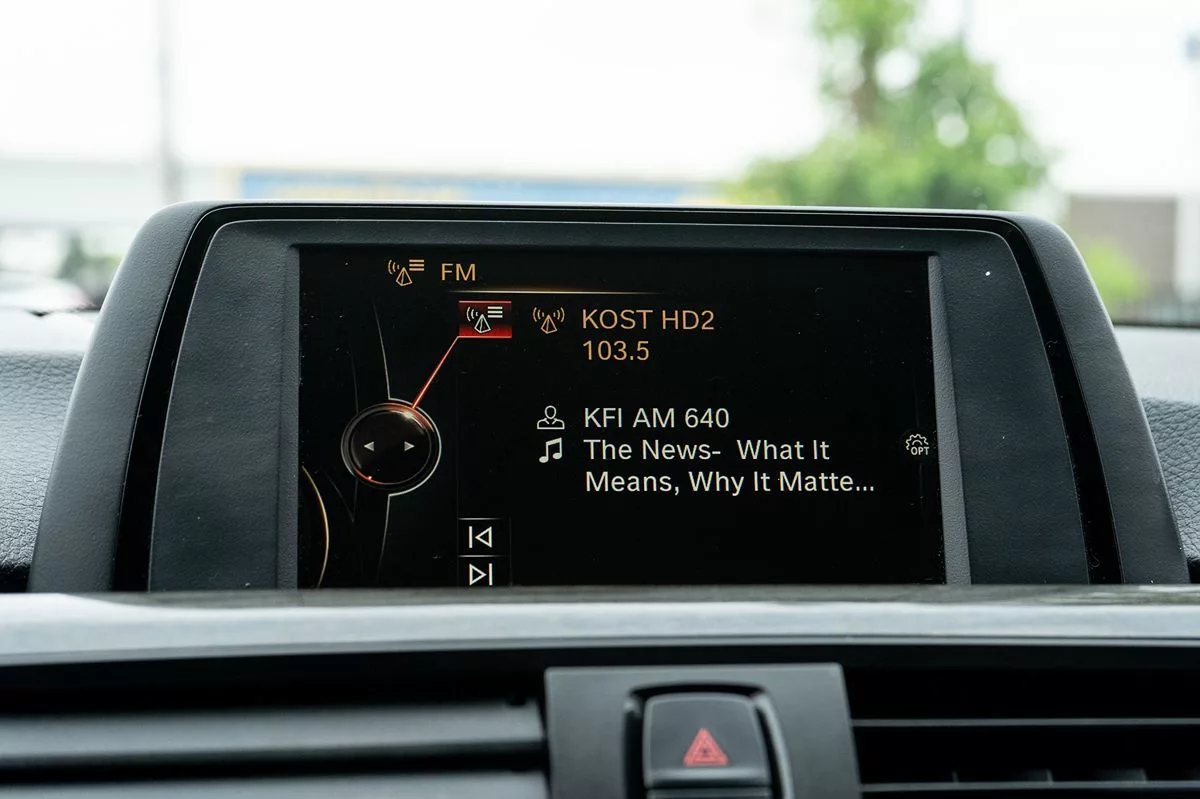 FM
KOST HD2
103.5
KFI AM 640
The News-  What It
Means, Why It Matte...
OPT